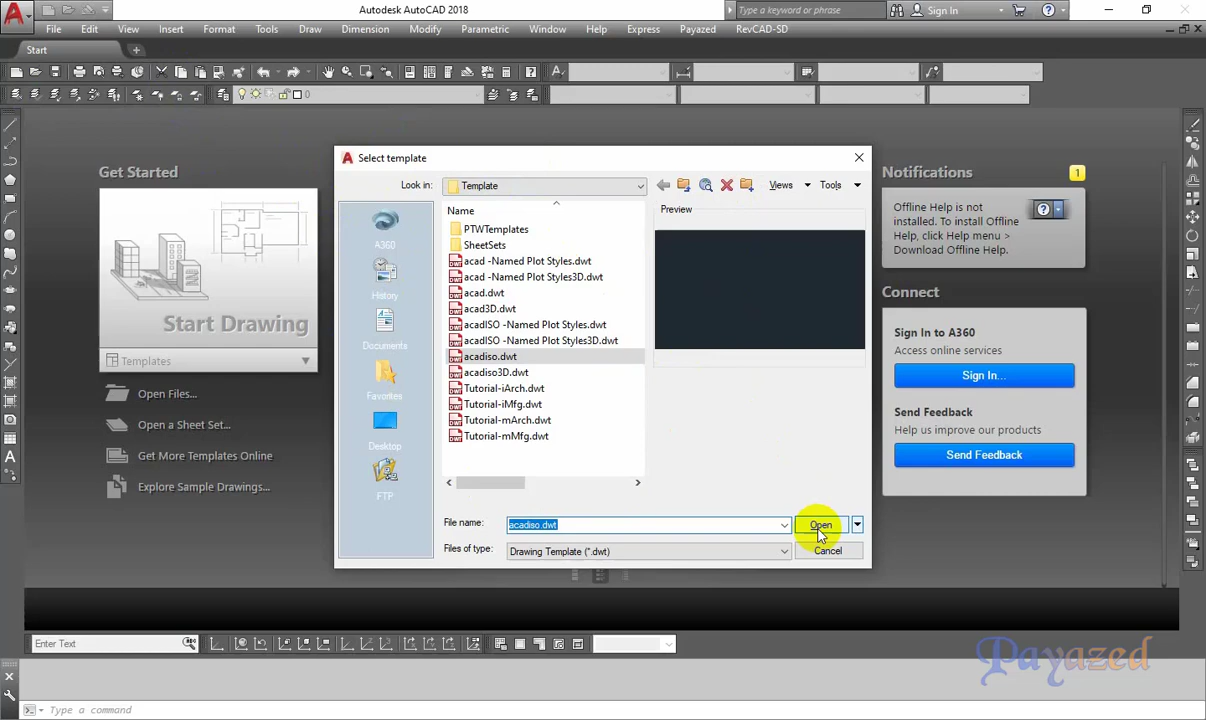 Autodesk AutoCAD 2018
Type a keyword or phrase
Sign In
File Edit View Insert Format Tools Draw Dimension Modify Parametric Window Help Express Payazed RevCAD-SD
Start
0
Get Started
Start Drawing
Templates
Open Files...
Open a Sheet Set...
Get More Templates Online
Explore Sample Drawings...
Select template
Look in:
Template
Views
Tools
A360
History
Documents
Favorites
Desktop
FTP
Name
PTWTemplates
SheetSets
acad -Named Plot Styles.dwt
acad -Named Plot Styles3D.dwt
acad.dwt
acad3D.dwt
acadISO -Named Plot Styles.dwt
acadISO -Named Plot Styles3D.dwt
acadiso.dwt
acadiso3D.dwt
Tutorial-iArch.dwt
Tutorial-iMfg.dwt
Tutorial-mArch.dwt
Tutorial-mMfg.dwt
Preview
File name:
acadiso.dwt
Open
Files of type:
Drawing Template (*.dwt)
Cancel
Notifications
1
Offline Help is not
installed. To install Offline
Help, click Help menu >
Download Offline Help.
Connect
Sign In to A360
Access online services
Sign In...
Send Feedback
Help us improve our products
Send Feedback
Enter Text
Payazed
Type a command